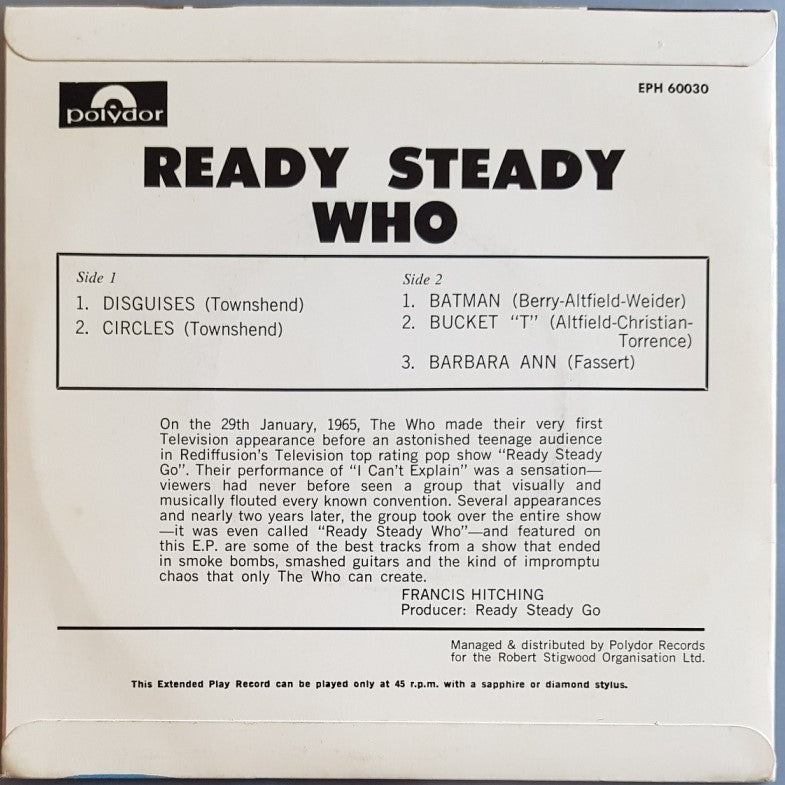 polydor
EPH 60030
READY STEADY
WHO
Side 1
1. DISGUISES (Townshend)
2. CIRCLES (Townshend)
Side 2
1. BATMAN (Berry-Altfield-Weider)
2. BUCKET "T" (Altfield-Christian-
Torrence)
3. BARBARA ANN (Fassert)
On the 29th January, 1965, The Who made their very first
Television appearance before an astonished teenage audience
in Rediffusion's Television top rating pop show "Ready Steady
Go". Their performance of "I Can't Explain" was a sensation—
viewers had never before seen a group that visually and
musically flouted every known convention. Several appearances
and nearly two years later, the group took over the entire show
—it was even called "Ready Steady Who"—and featured on
this E.P. are some of the best tracks from a show that ended
in smoke bombs, smashed guitars and the kind of impromptu
chaos that only The Who can create.
FRANCIS HITCHING
Producer: Ready Steady Go
Managed & distributed by Polydor Records
for the Robert Stigwood Organisation Ltd.
This Extended Play Record can be played only at 45 r.p.m. with a sapphire or diamond stylus.